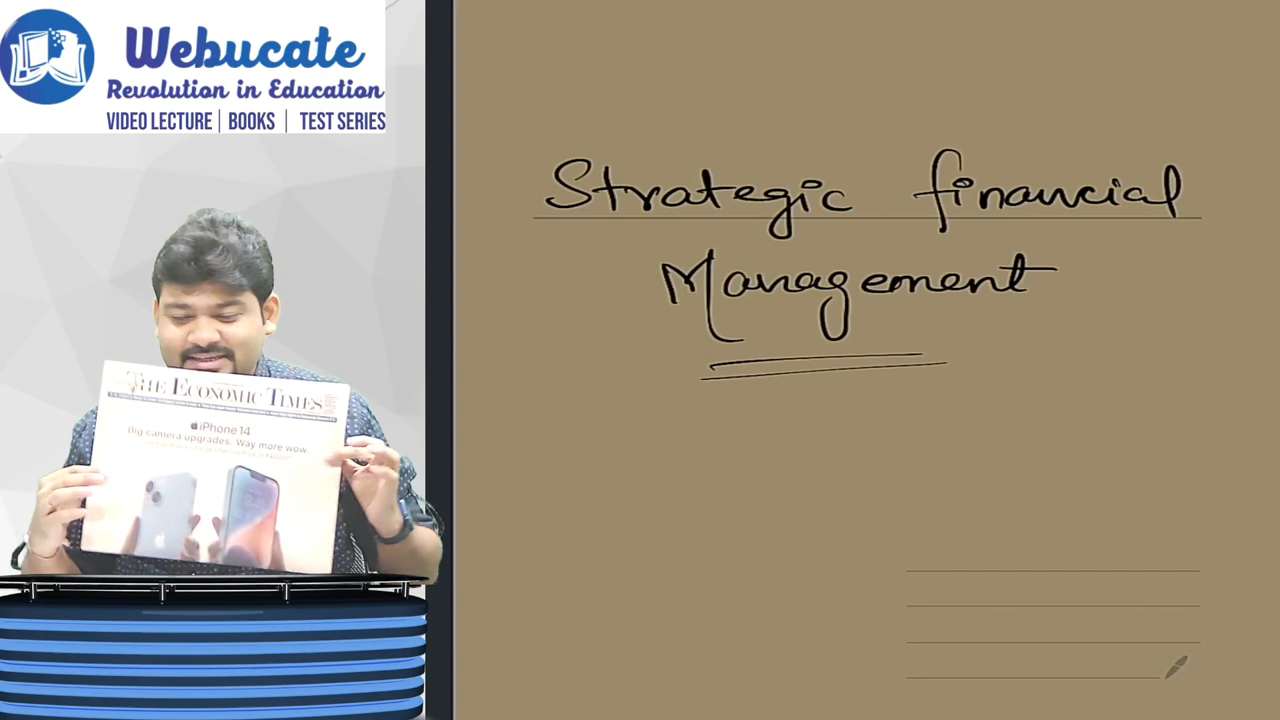 Webucate
Revolution in Education
VIDEO LECTURE | BOOKS | TEST SERIES
THE ECONOMIC TIMES
iPhone 14
Big camera upgrades. Way more wow.
Strategic financial
Management